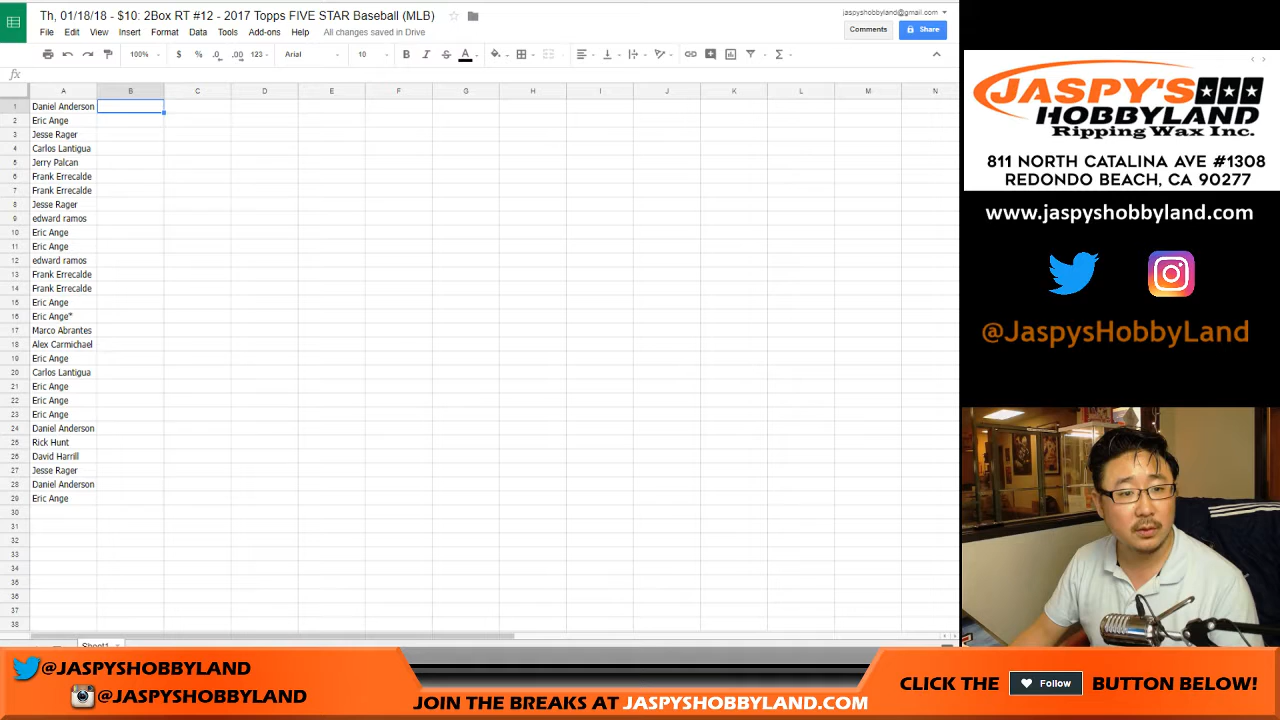 Th, 01/18/18 - $10: 2Box RT #12 - 2017 Topps FIVE STAR Baseball (MLB)
jaspyshobbyland@gmail.com
File Edit View Insert Format Data Tools Add-ons Help All changes saved in Drive
Comments Share
100% $ % .0 .00 123 Arial 10 B I S A
fx
A B C D E F G H I J K L M N
1 Daniel Anderson
2 Eric Ange
3 Jesse Rager
4 Carlos Lantigua
5 Jerry Palcan
6 Frank Errecalde
7 Frank Errecalde
8 Jesse Rager
9 edward ramos
10 Eric Ange
11 Eric Ange
12 edward ramos
13 Frank Errecalde
14 Frank Errecalde
15 Eric Ange
16 Eric Ange*
17 Marco Abrantes
18 Alex Carmichael
19 Eric Ange
20 Carlos Lantigua
21 Eric Ange
22 Eric Ange
23 Eric Ange
24 Daniel Anderson
25 Rick Hunt
26 David Harrill
27 Jesse Rager
28 Daniel Anderson
29 Eric Ange
30
31
32
33
34
35
36
37
38
Sheet1
JASPY'S
HOBBYLAND
Ripping Wax Inc.
811 NORTH CATALINA AVE #1308
REDONDO BEACH, CA 90277
www.jaspyshobbyland.com
@JaspysHobbyLand
@JASPYSHOBBYLAND
@JASPYSHOBBYLAND
JOIN THE BREAKS AT JASPYSHOBBYLAND.COM
CLICK THE Follow BUTTON BELOW!